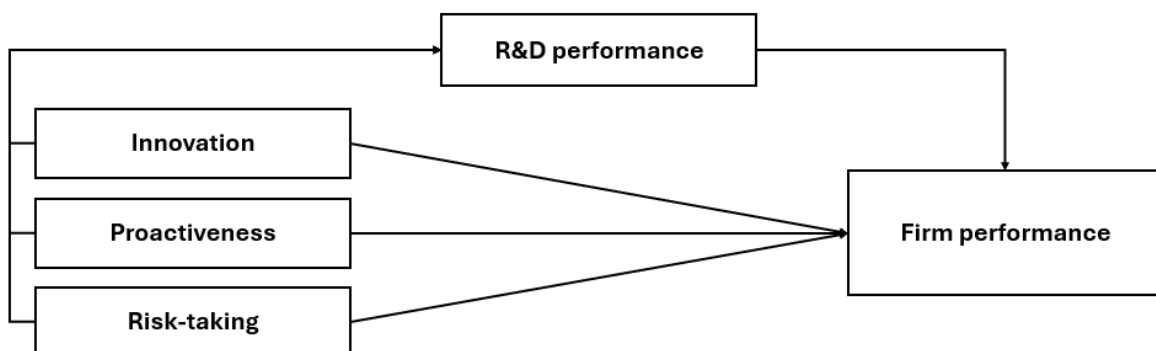 R&D performance
Innovation
Proactiveness
Firm performance
Risk-taking